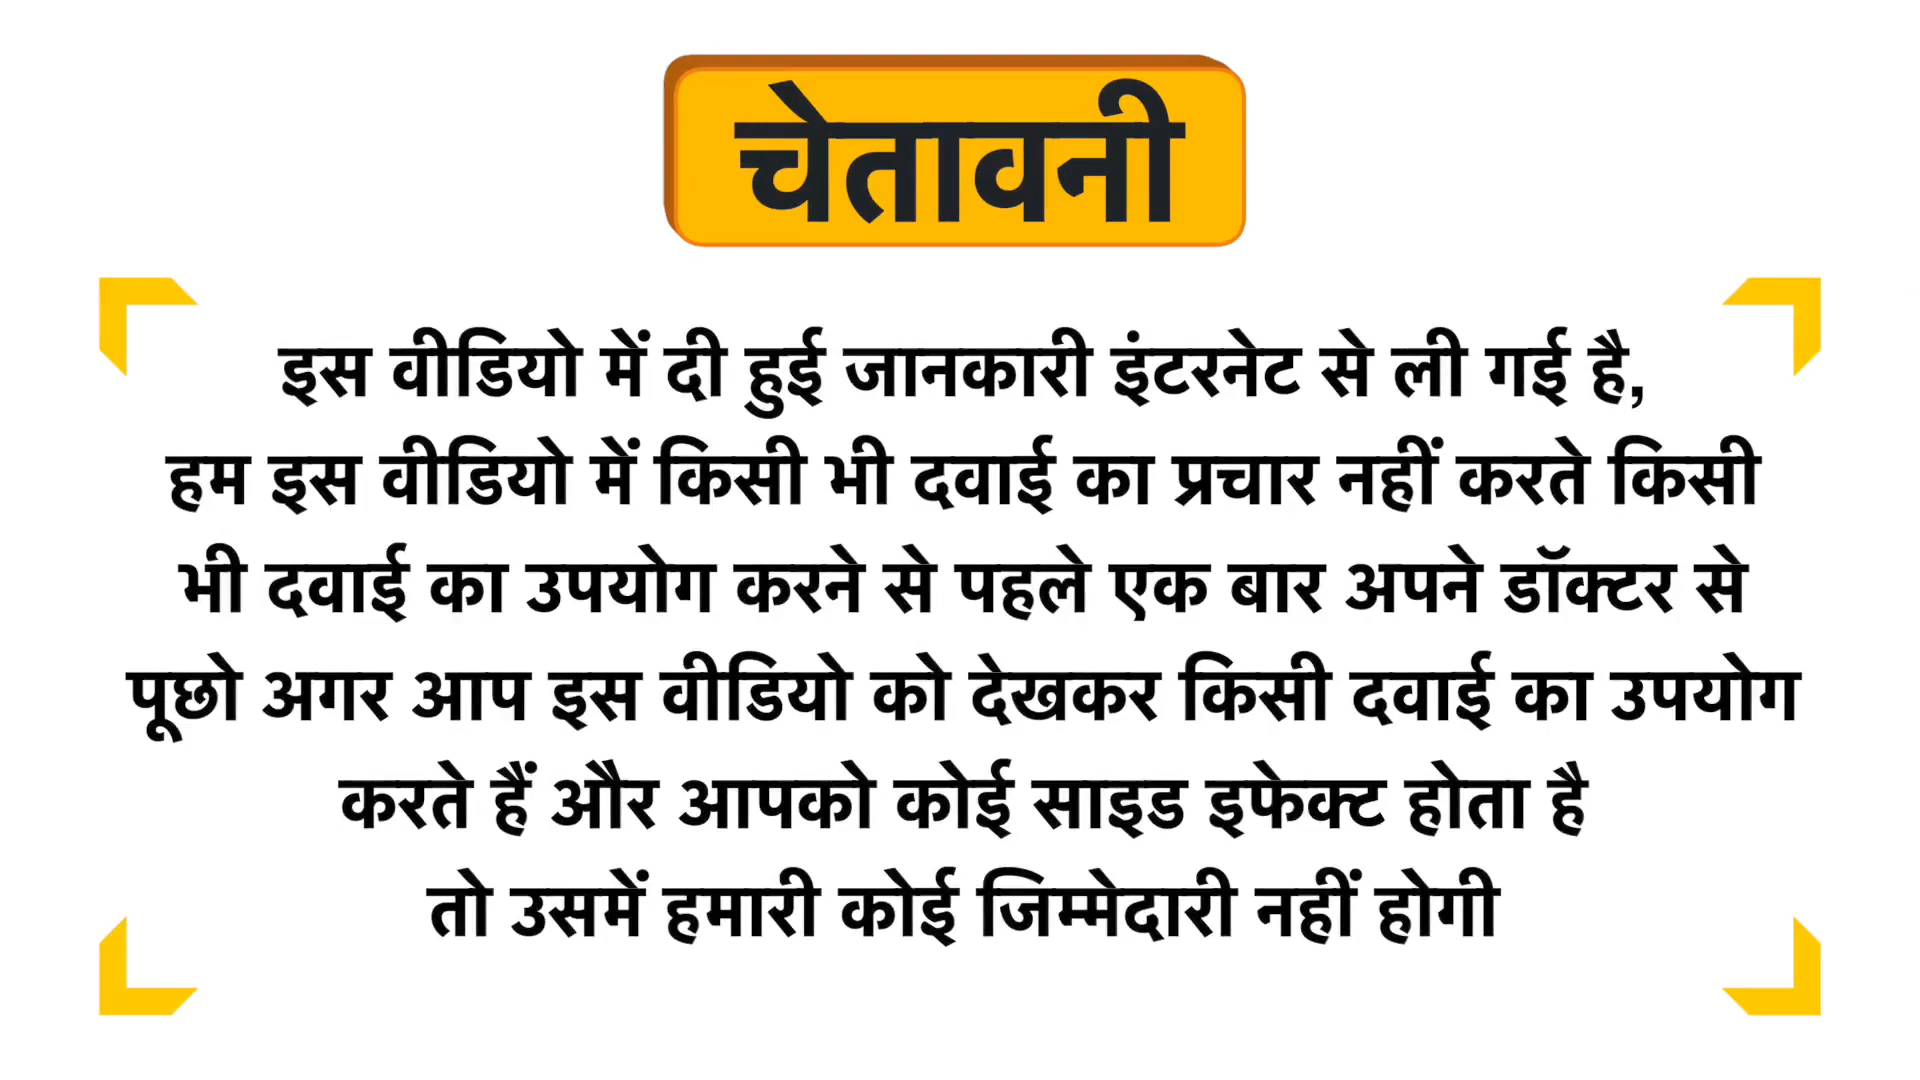 चेतावनी
इस वीडियो में दी हुई जानकारी इंटरनेट से ली गई है,
हम इस वीडियो में किसी भी दवाई का प्रचार नहीं करते किसी
भी दवाई का उपयोग करने से पहले एक बार अपने डॉक्टर से
पूछो अगर आप इस वीडियो को देखकर किसी दवाई का उपयोग
करते हैं और आपको कोई साइड इफेक्ट होता है
तो उसमें हमारी कोई जिम्मेदारी नहीं होगी